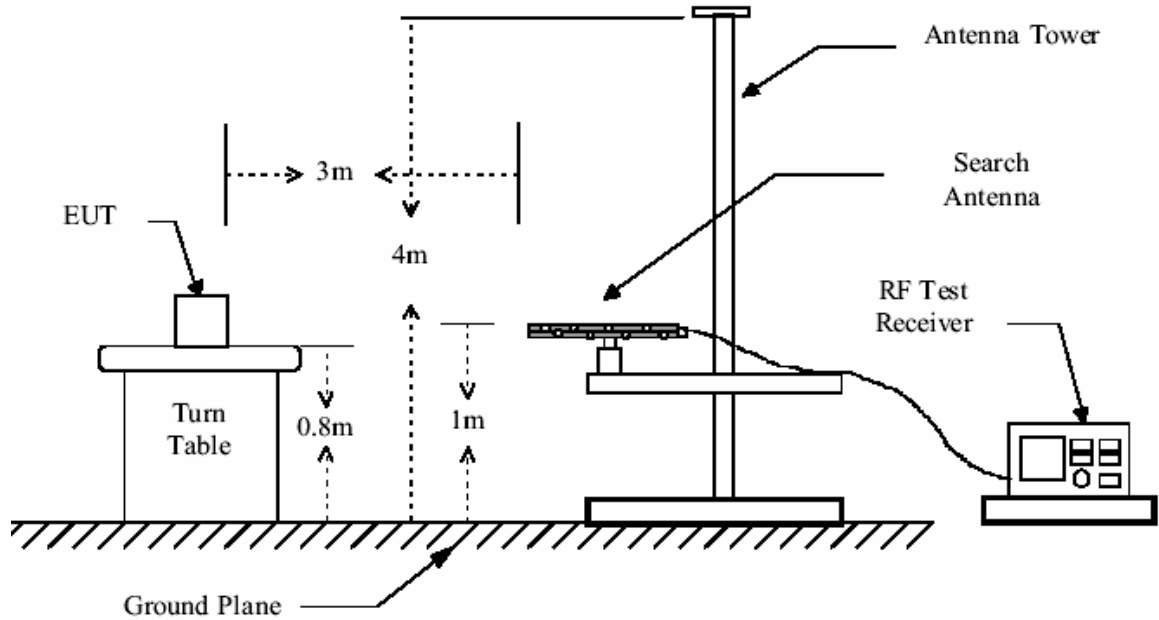 Antenna Tower
3m
Search
Antenna
EUT
4m
RF Test
Receiver
Turn
Table
0.8m
1m
Ground Plane